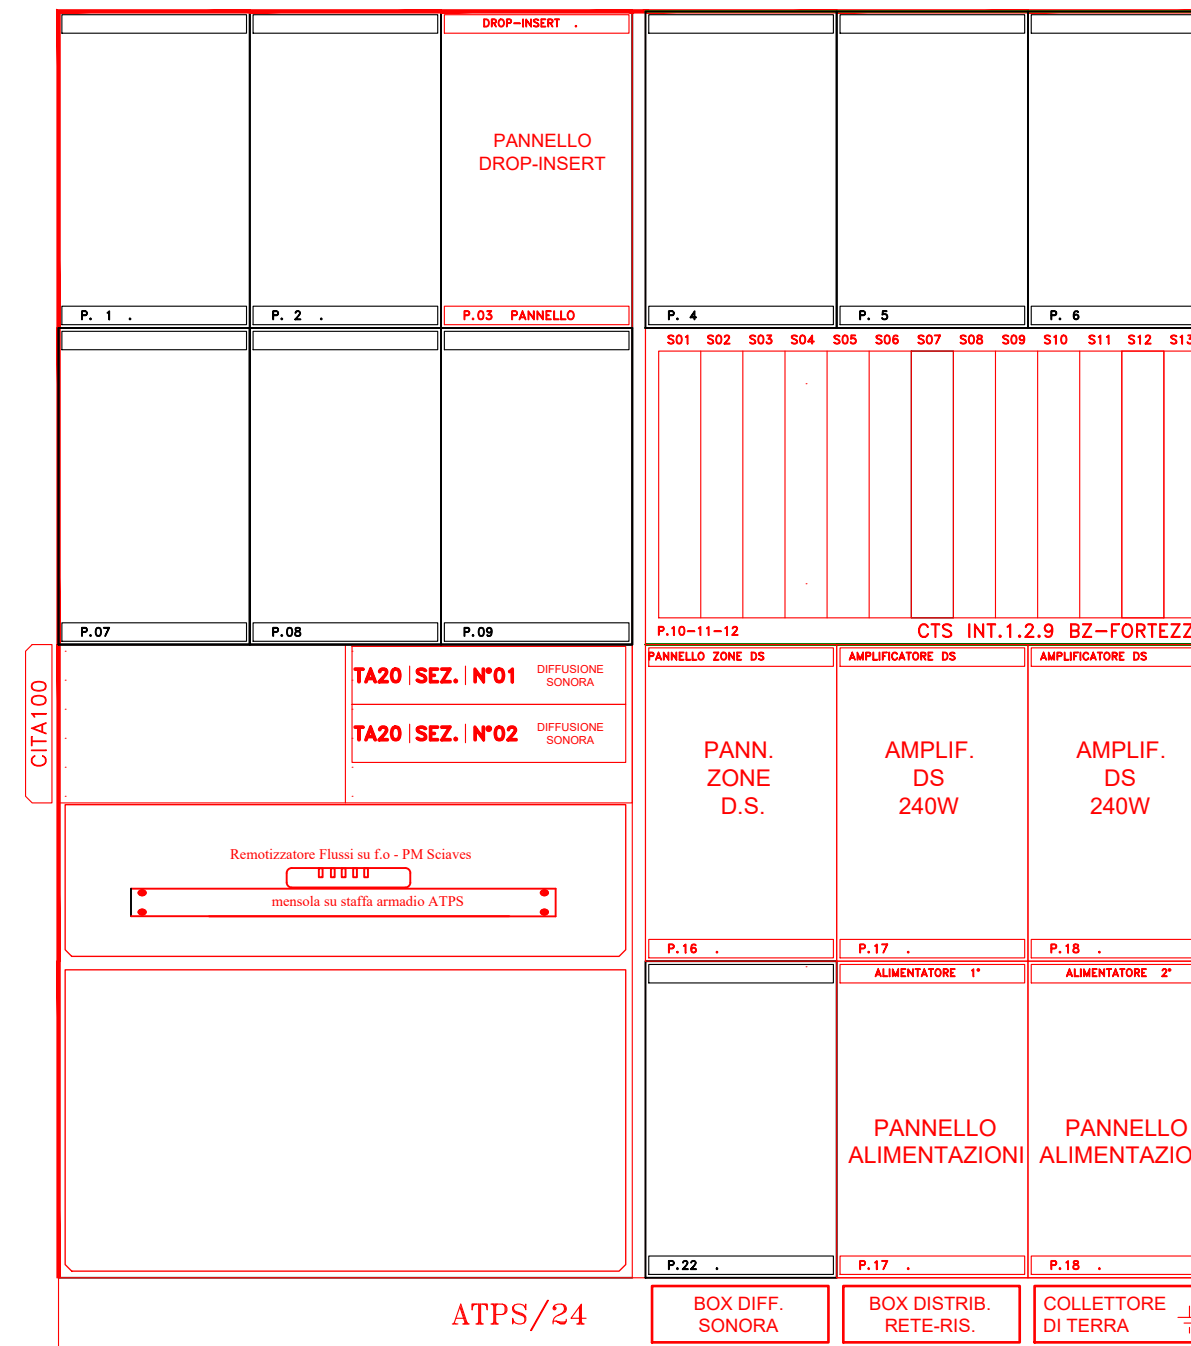 DROP-INSERT .
PANNELLO
DROP-INSERT
P. 1 .
P. 2 .
P.03 PANNELLO
P. 4
P. 5
P. 6
S01 S02 S03 S04 S05 S06 S07 S08 S09 S10 S11 S12 S13
P.07
P.08
P.09
P.10-11-12
CTS INT.1.2.9 BZ-FORTEZZ
CITA100
TA20 SEZ. N°01
DIFFUSIONE
SONORA
TA20 SEZ. N°02
DIFFUSIONE
SONORA
PANNELLO ZONE DS
AMPLIFICATORE DS
AMPLIFICATORE DS
PANN.
ZONE
D.S.
AMPLIF.
DS
240W
AMPLIF.
DS
240W
Remotizzatore Flussi su f.o - PM Sciaves
mensola su staffa armadio ATPS
P.16 .
P.17 .
P.18 .
ALIMENTATORE 1°
ALIMENTATORE 2°
PANNELLO
ALIMENTAZIONI
PANNELLO
ALIMENTAZIO
P.22 .
P.17 .
P.18 .
ATPS/24
BOX DIFF.
SONORA
BOX DISTRIB.
RETE-RIS.
COLLETTORE
DI TERRA